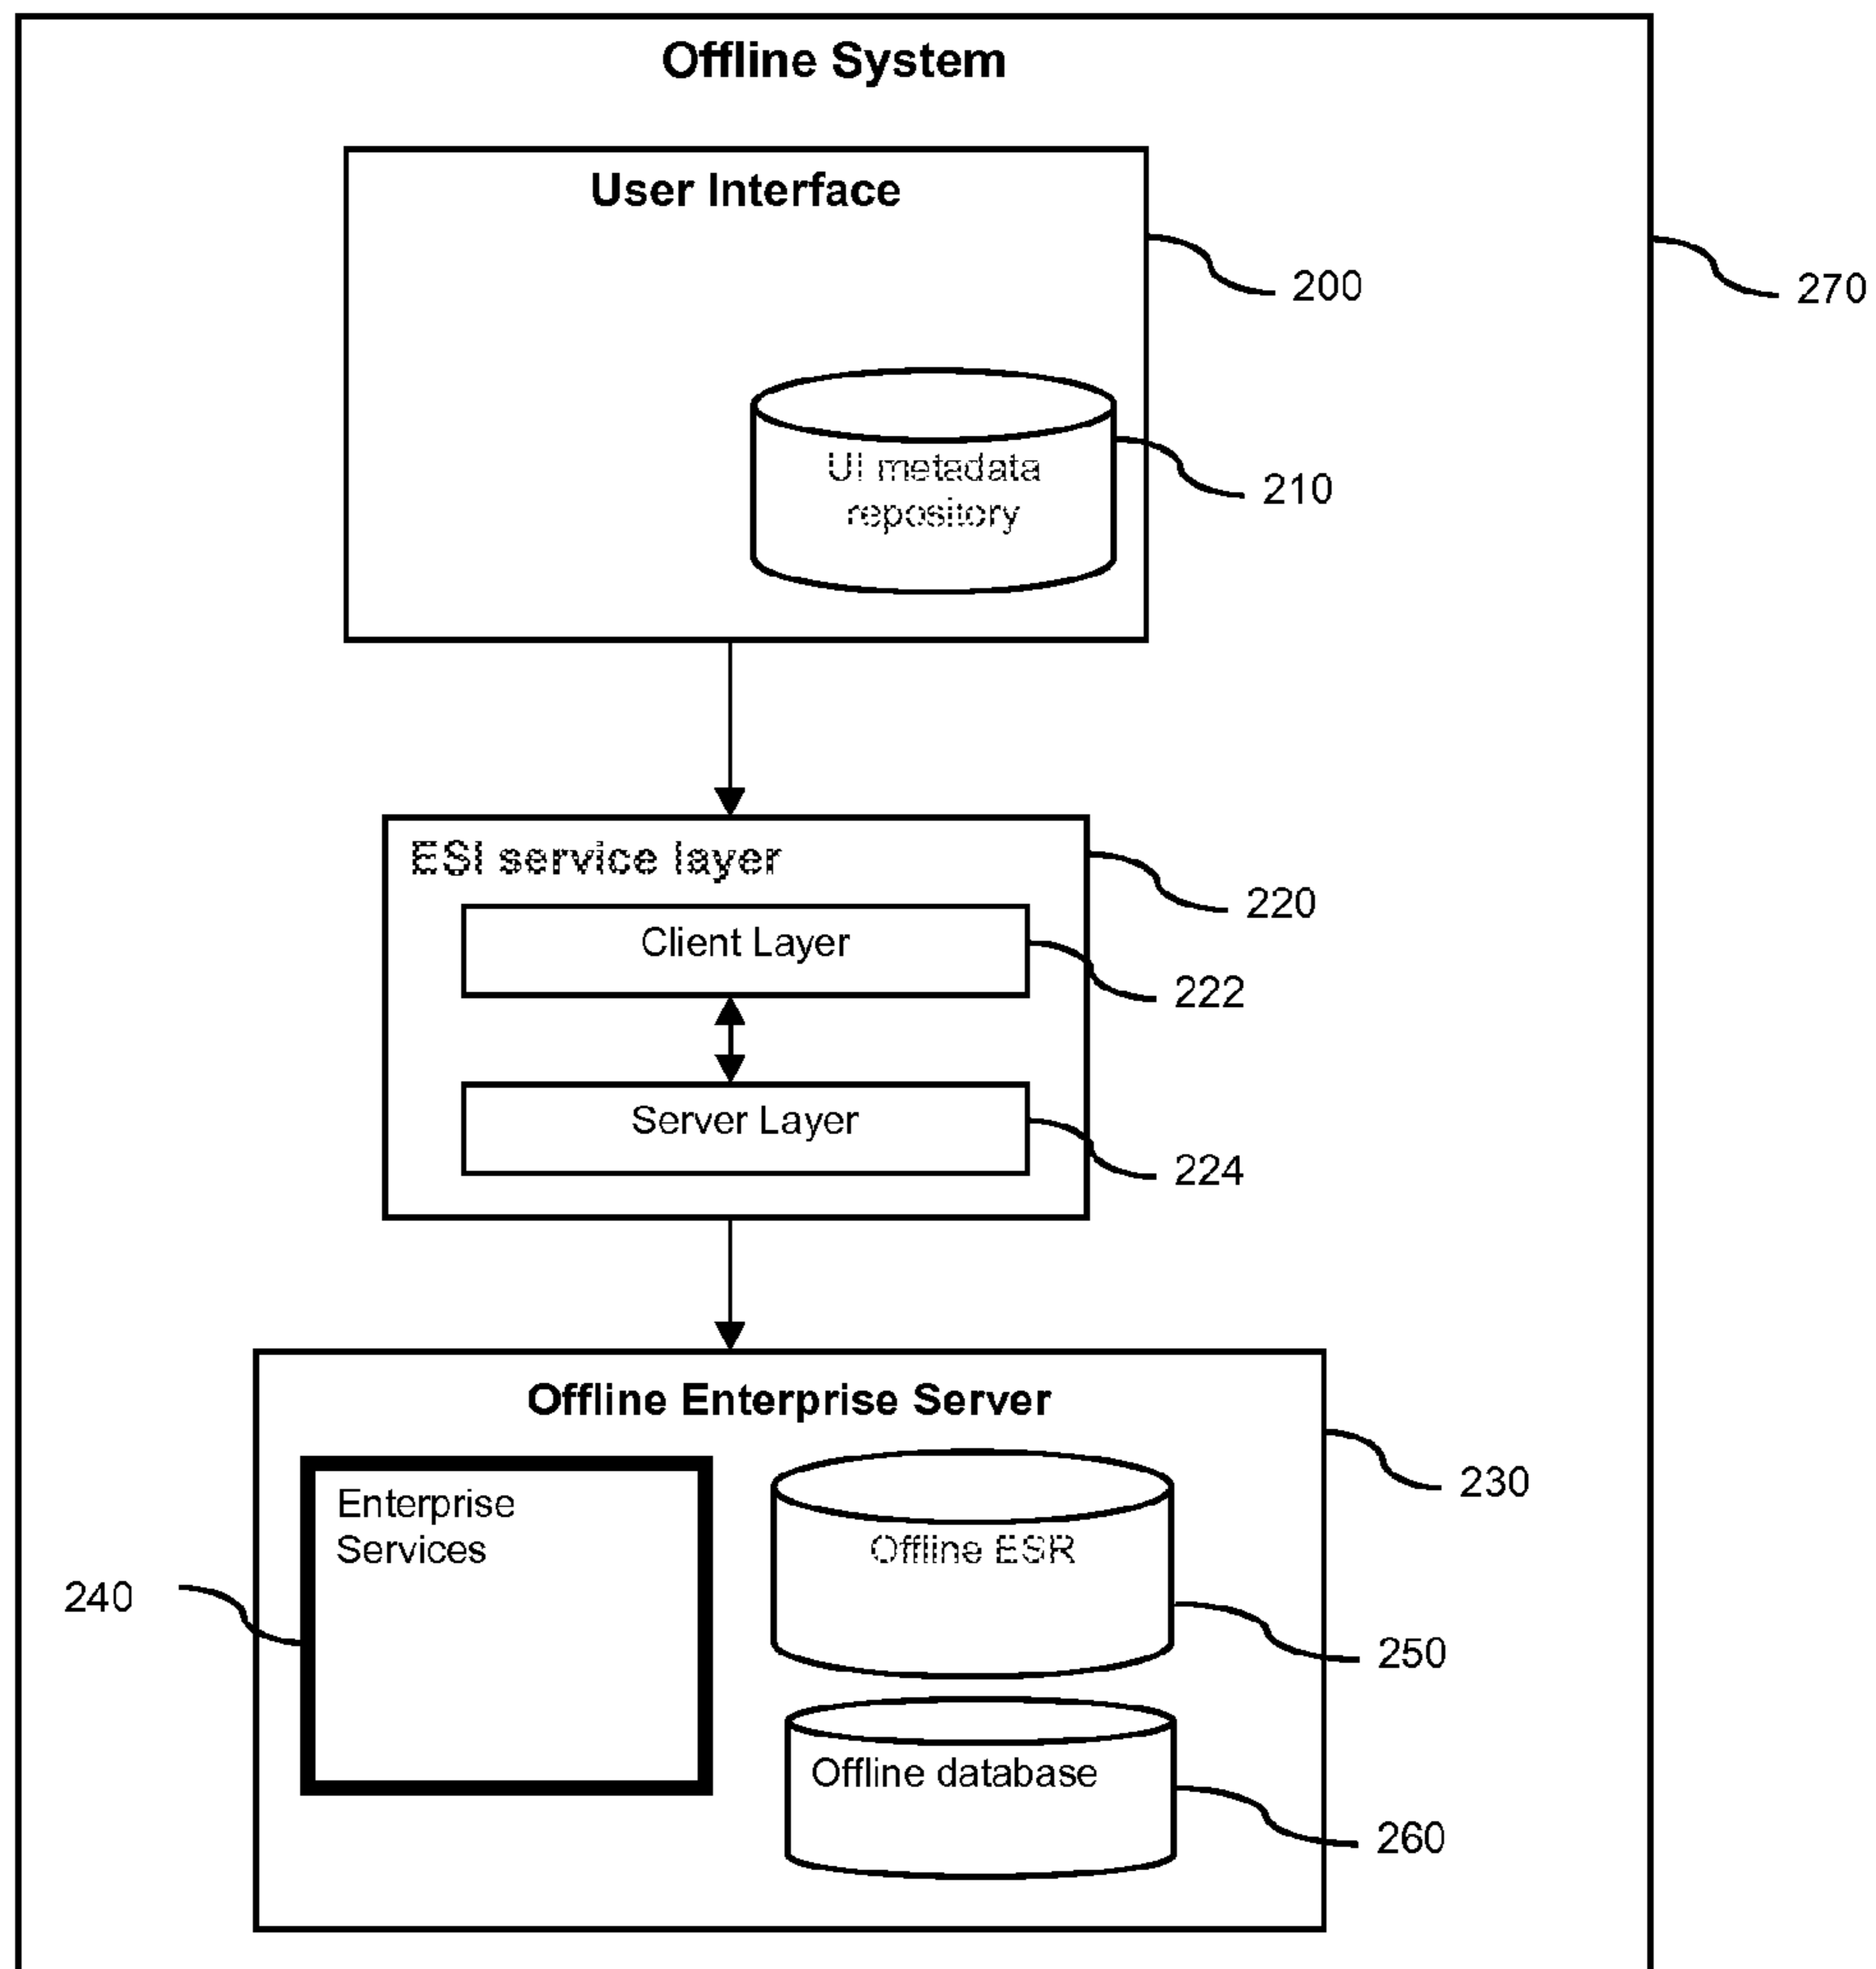 Offline System
User Interface
200
270
UI metadata
repository
210
ESI service layer
220
Client Layer
222
Server Layer
224
Offline Enterprise Server
230
Enterprise
Services
240
Offline ESR
250
Offline database
260